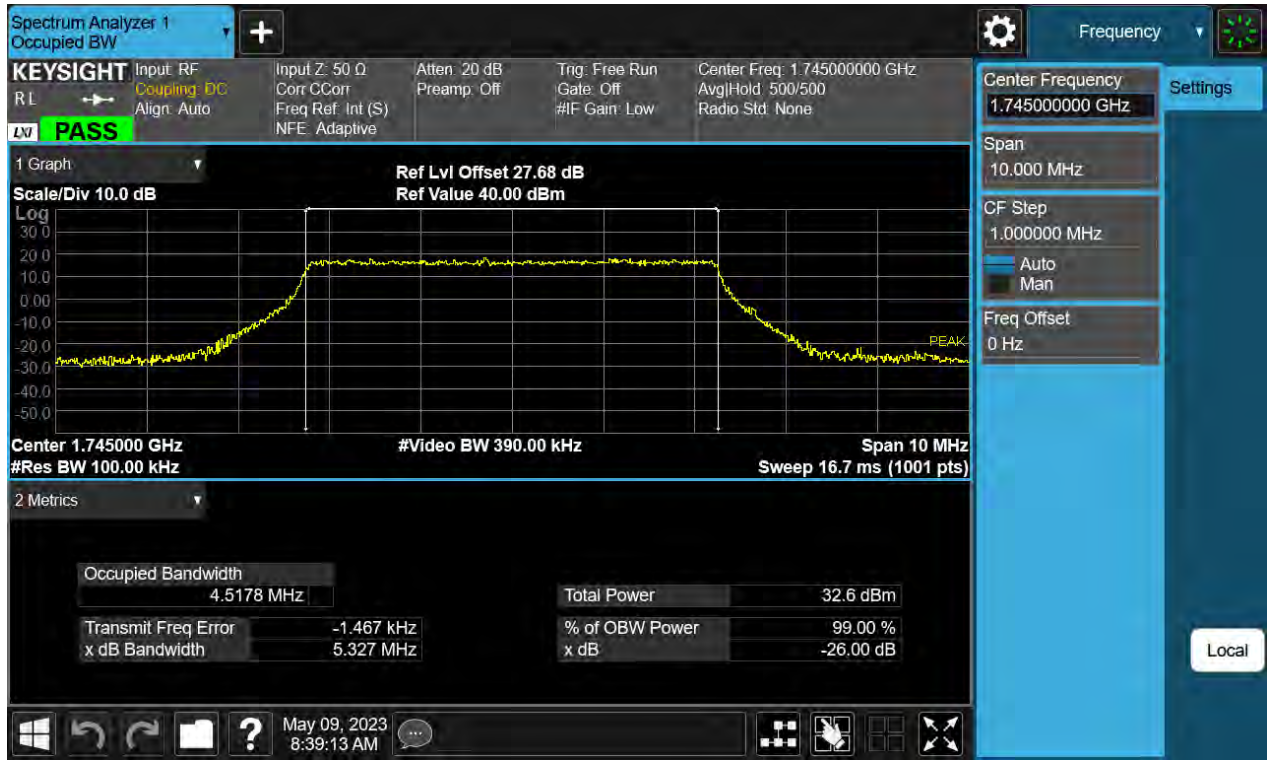 Spectrum Analyzer 1
Occupied BW
Frequency
KEYSIGHT
RL
LXI
PASS
Input: RF
Coupling: DC
Align: Auto
Input Z: 50 Ω
Corr CCorr
Freq Ref: Int (S)
NFE: Adaptive
Atten: 20 dB
Preamp: Off
Trig: Free Run
Gate: Off
#IF Gain: Low
Center Freq: 1.745000000 GHz
Avg|Hold: 500/500
Radio Std: None
Center Frequency
1.745000000 GHz
Settings
Span
10.000 MHz
CF Step
1.000000 MHz
Auto
Man
Freq Offset
0 Hz
1 Graph
Scale/Div 10.0 dB
Ref Lvl Offset 27.68 dB
Ref Value 40.00 dBm
Log
30.0
20.0
10.0
0.00
-10.0
-20.0
-30.0
-40.0
-50.0
PEAK
Center 1.745000 GHz
#Video BW 390.00 kHz
Span 10 MHz
#Res BW 100.00 kHz
Sweep 16.7 ms (1001 pts)
2 Metrics
Occupied Bandwidth
4.5178 MHz
Total Power 32.6 dBm
Transmit Freq Error -1.467 kHz
% of OBW Power 99.00 %
x dB Bandwidth 5.327 MHz
x dB -26.00 dB
Local
?
May 09, 2023
8:39:13 AM